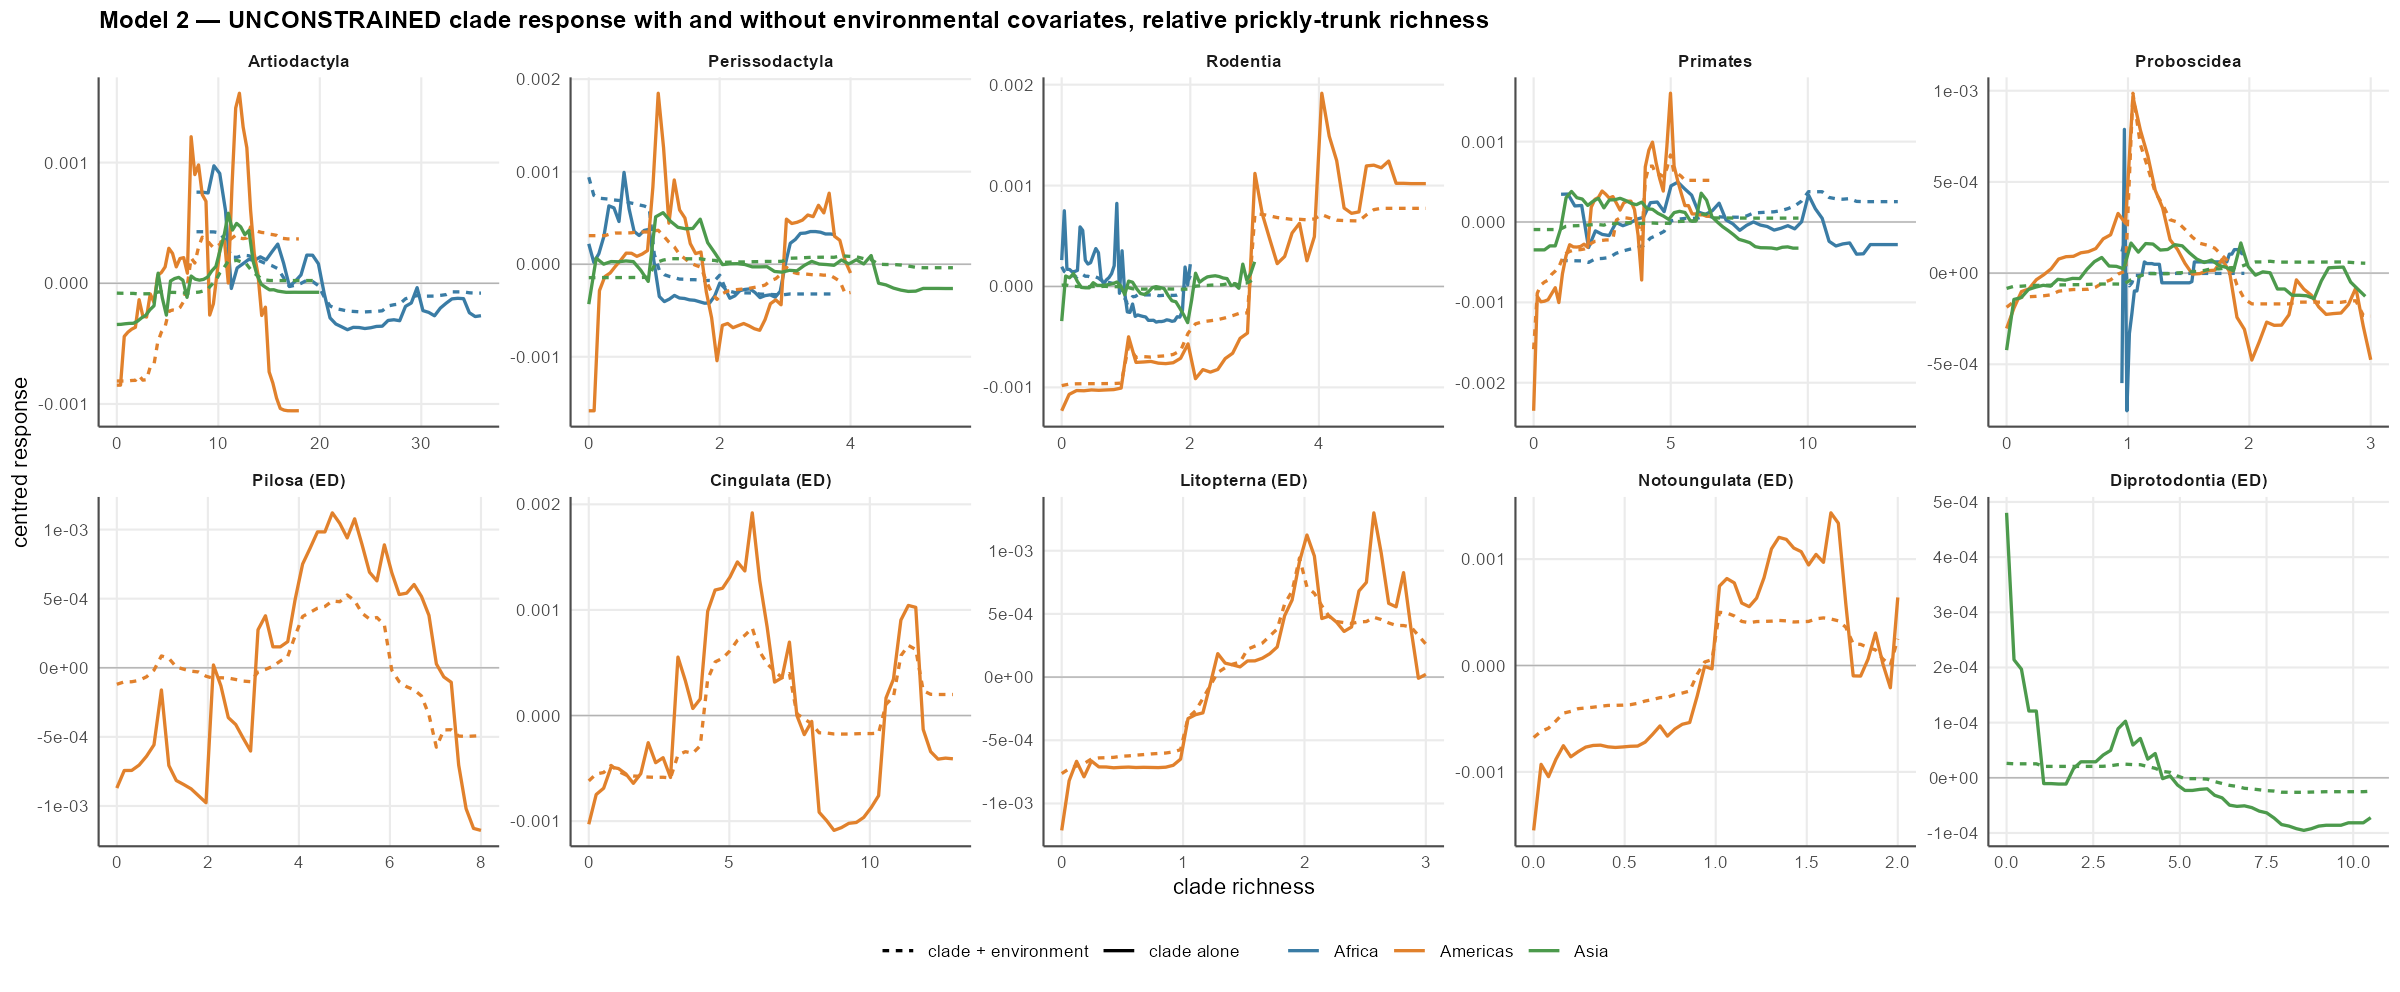 Model 2 — UNCONSTRAINED clade response with and without environmental covariates, relative prickly-trunk richness
Artiodactyla
Perissodactyla
Rodentia
Primates
Proboscidea
0.001
0.000
-0.001
0 10 20 30
0.002
0.001
0.000
-0.001
0 2 4
0.002
0.001
0.000
-0.001
0 2 4
0.001
0.000
-0.001
-0.002
0 5 10
1e-03
5e-04
0e+00
-5e-04
0 1 2 3
centred response
Pilosa (ED)
Cingulata (ED)
Litopterna (ED)
Notoungulata (ED)
Diprotodontia (ED)
1e-03
5e-04
0e+00
-5e-04
-1e-03
0 2 4 6 8
0.002
0.001
0.000
-0.001
0 5 10
1e-03
5e-04
0e+00
-5e-04
-1e-03
0 1 2 3
0.001
0.000
-0.001
0.0 0.5 1.0 1.5 2.0
5e-04
4e-04
3e-04
2e-04
1e-04
0e+00
-1e-04
0.0 2.5 5.0 7.5 10.0
clade richness
clade + environment clade alone Africa Americas Asia